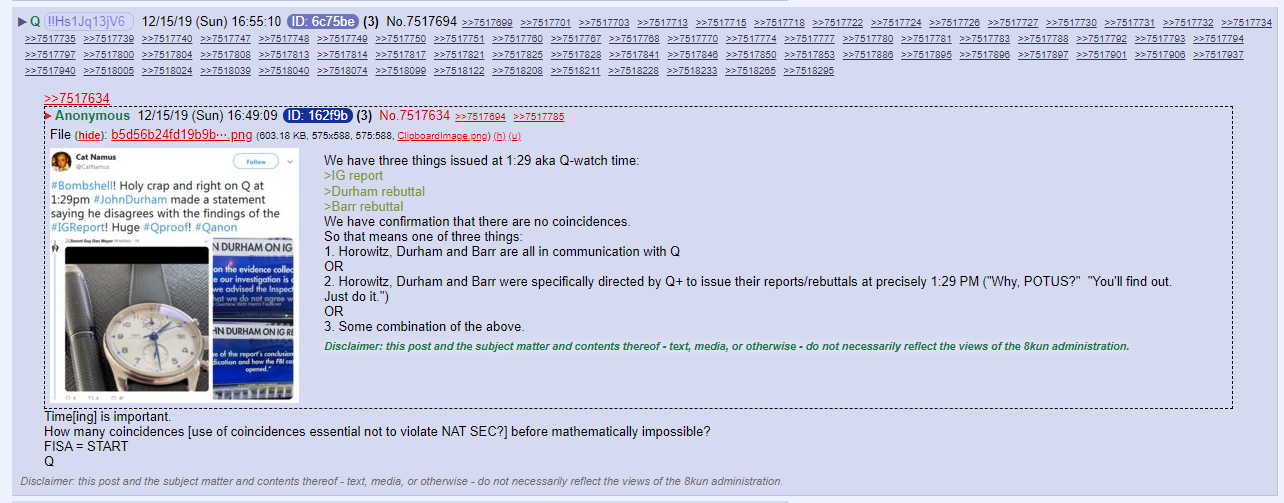 ▶ Q !!Hs1Jq13jV6 12/15/19 (Sun) 16:55:10 ID: 6c75be (3) No.7517694 >>7517699 >>7517701 >>7517703 >>7517713 >>7517715 >>7517718 >>7517722 >>7517724 >>7517726 >>7517727 >>7517730 >>7517731 >>7517732 >>7517734
>>7517735 >>7517739 >>7517740 >>7517747 >>7517748 >>7517749 >>7517750 >>7517751 >>7517760 >>7517767 >>7517768 >>7517770 >>7517774 >>7517777 >>7517780 >>7517781 >>7517783 >>7517788 >>7517792 >>7517793 >>7517794
>>7517797 >>7517800 >>7517804 >>7517808 >>7517813 >>7517814 >>7517817 >>7517821 >>7517825 >>7517828 >>7517841 >>7517846 >>7517850 >>7517853 >>7517886 >>7517895 >>7517896 >>7517897 >>7517901 >>7517906 >>7517937
>>7517940 >>7518005 >>7518024 >>7518039 >>7518040 >>7518074 >>7518099 >>7518122 >>7518208 >>7518211 >>7518228 >>7518233 >>7518265 >>7518295
>>7517634
▶ Anonymous 12/15/19 (Sun) 16:49:09 ID: 162f9b (3) No.7517634 >>7517694 >>7517785
File (hide): b5d56b24fd19b9b⋯.png (603.18 KB, 575x588, 575:588, ClipboardImage.png) (h) (u)
Cat Namus
@CatNamus
Follow
#Bombshell! Holy crap and right on Q at
1:29pm #JohnDurham made a statement
saying he disagrees with the findings of the
#IGReport! Huge #Qproof! #Qanon
N DURHAM ON IG
on the evidence collec
e our investigation is
we advised the Inspect
hat we do not agree w
HN DURHAM ON IG RE
e of the report's conclusion
dication and how the FBI ca
opened."
We have three things issued at 1:29 aka Q-watch time:
>IG report
>Durham rebuttal
>Barr rebuttal
We have confirmation that there are no coincidences.
So that means one of three things:
1. Horowitz, Durham and Barr are all in communication with Q
OR
2. Horowitz, Durham and Barr were specifically directed by Q+ to issue their reports/rebuttals at precisely 1:29 PM ("Why, POTUS?" "You'll find out.
Just do it.")
OR
3. Some combination of the above.
Disclaimer: this post and the subject matter and contents thereof - text, media, or otherwise - do not necessarily reflect the views of the 8kun administration.
Time[ing] is important.
How many coincidences [use of coincidences essential not to violate NAT SEC?] before mathematically impossible?
FISA = START
Q
Disclaimer: this post and the subject matter and contents thereof - text, media, or otherwise - do not necessarily reflect the views of the 8kun administration.